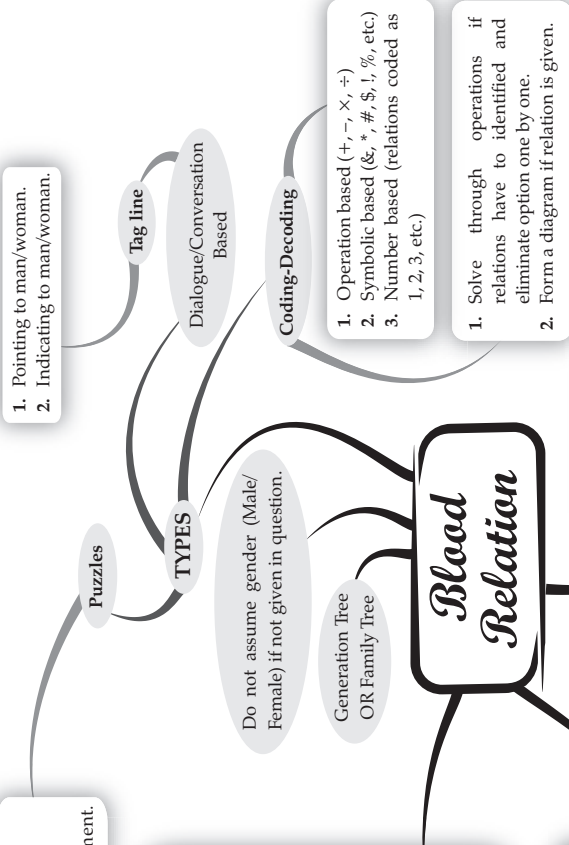 1. Pointing to man/woman.
2. Indicating to man/woman.
Tag line
Dialogue/Conversation
Based
Coding-Decoding
1. Operation based (+, −, ×, ÷)
2. Symbolic based (&, *, #, $, !, %, etc.)
3. Number based (relations coded as
1, 2, 3, etc.)
1. Solve through operations if
relations have to identified and
eliminate option one by one.
2. Form a diagram if relation is given.
Puzzles
TYPES
Do not assume gender (Male/
Female) if not given in question.
Generation Tree
OR Family Tree
Blood
Relation